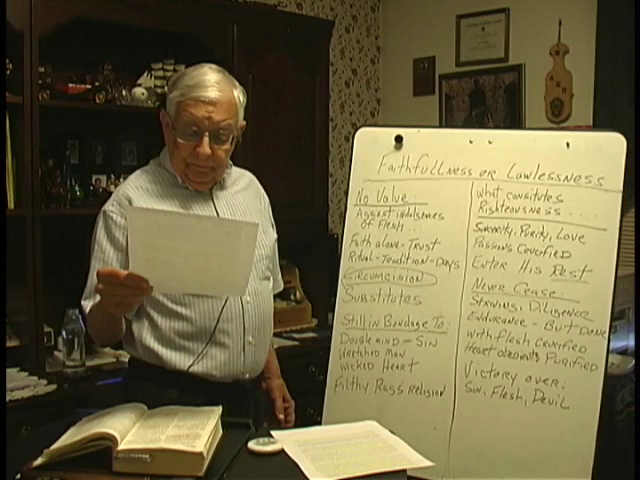 Faithfullness or Lawlessness
No Value:
Against indulgences
of Flesh...
Faith alone - Trust
Ritual - Tradition - Days
Circumcision
Substitutes
Still in Bondage To:
Double mind - Sin
Wretched Man
Wicked Heart
Filthy Rags Religion
What constitutes
Righteousness ....
Sincerity, Purity, Love
Passions Crucified
Enter His Rest
Never Cease:
Striving, Diligence
Endurance - But Done
with Flesh crucified
Heart cleansed, Purified
Victory over:
Sin, Flesh, Devil